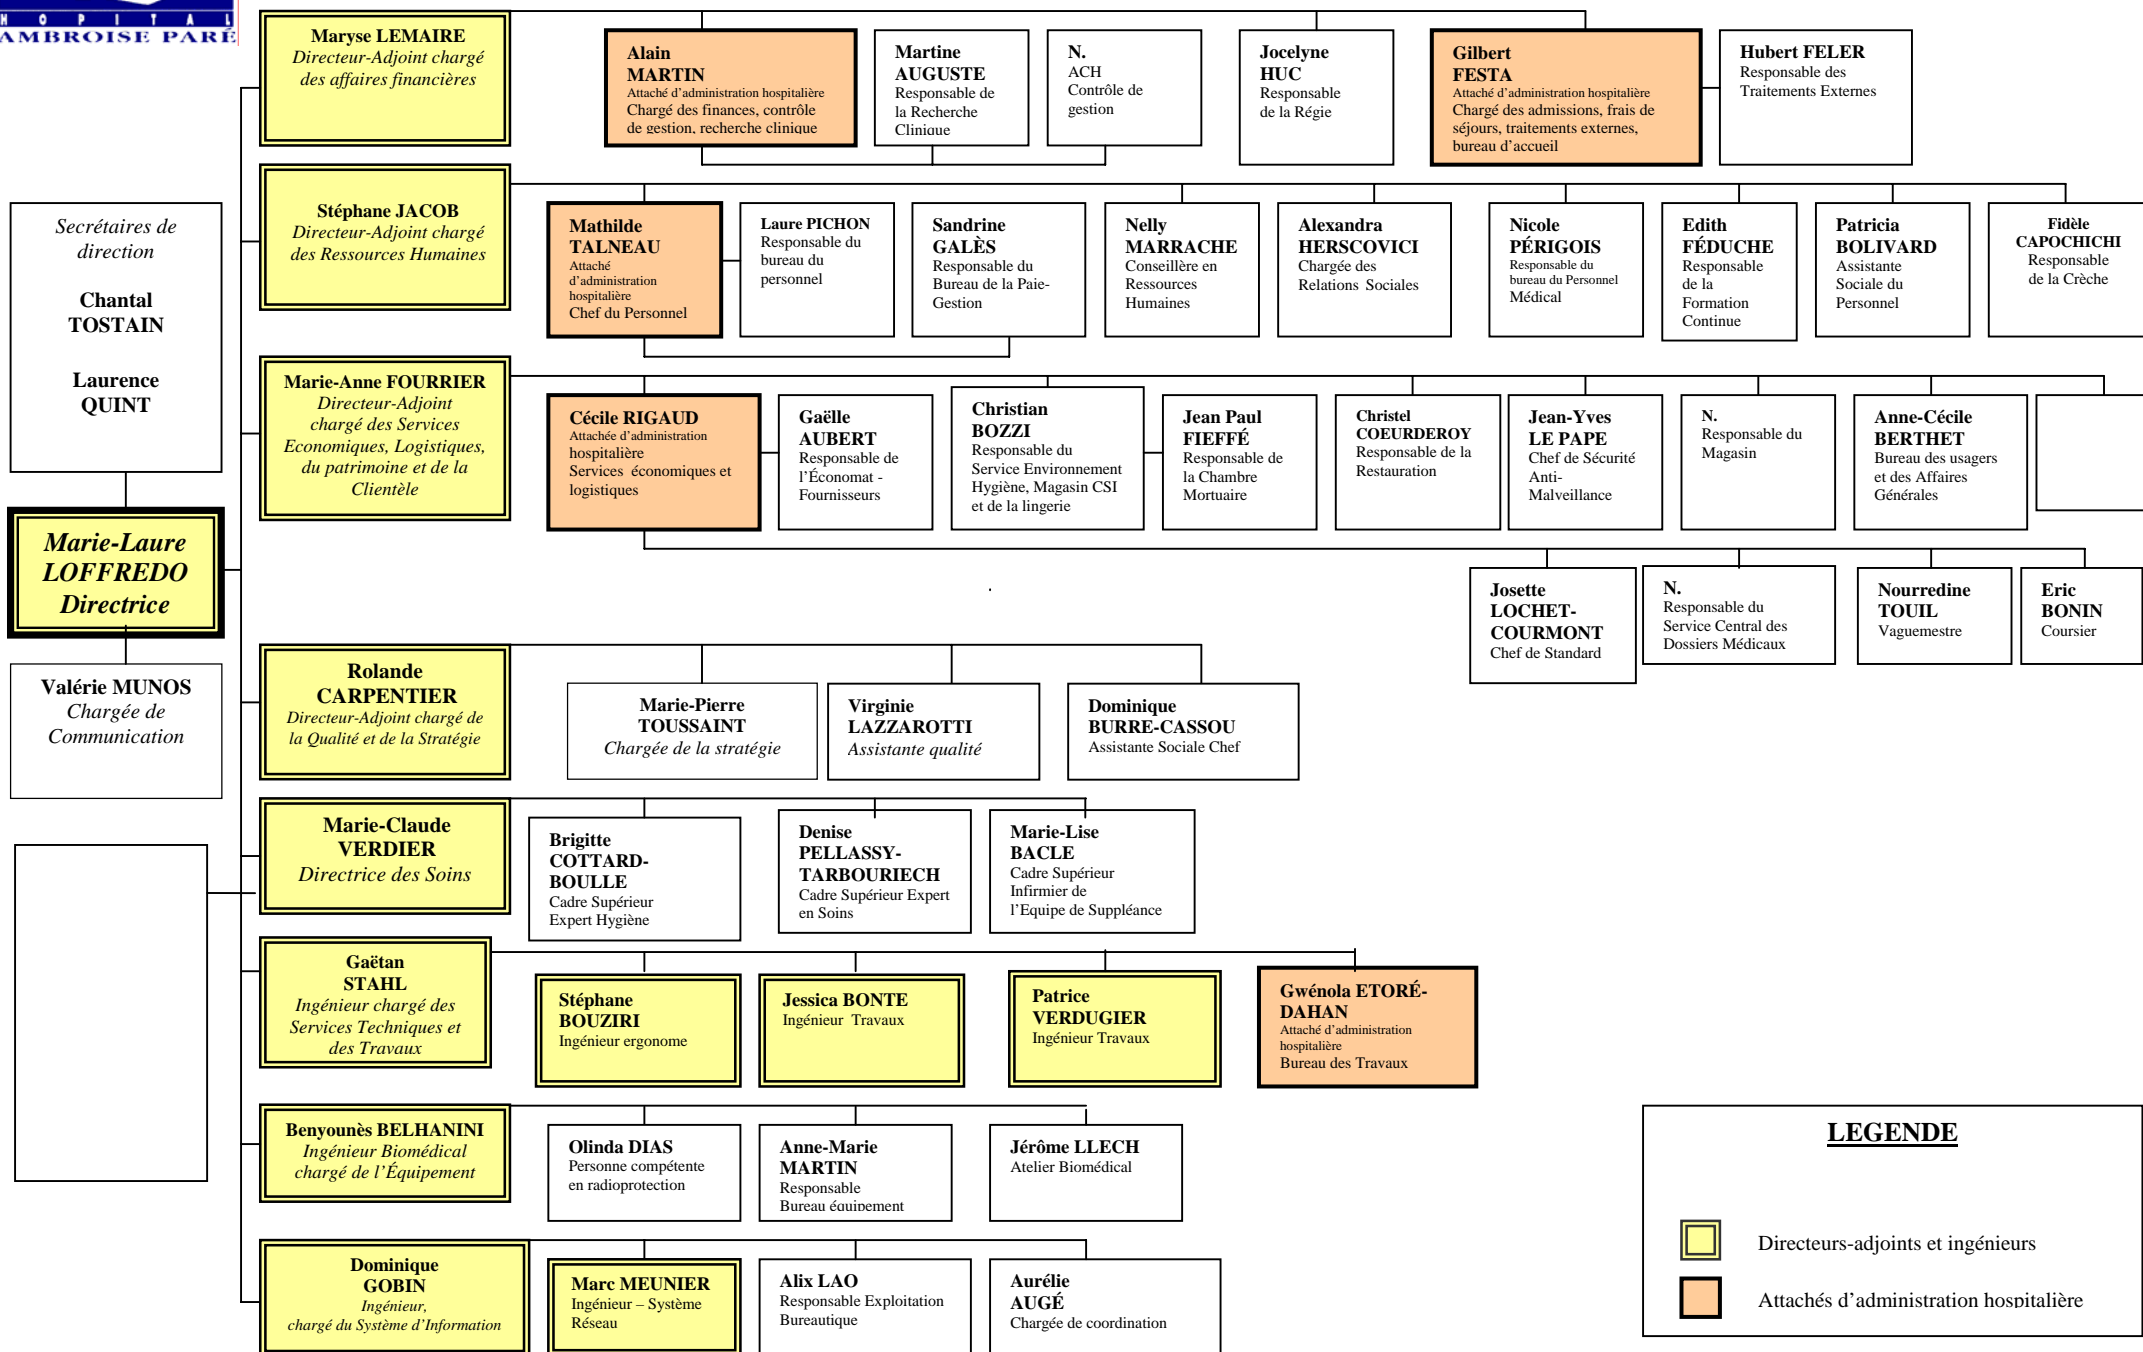 HOPITAL
AMBROISE PARÉ
Maryse LEMAIRE
Directeur-Adjoint chargé
des affaires financières
Alain
MARTIN
Attaché d’administration hospitalière
Chargé des finances, contrôle
de gestion, recherche clinique
Martine
AUGUSTE
Responsable de
la Recherche
Clinique
N.
ACH
Contrôle de
gestion
Jocelyne
HUC
Responsable
de la Régie
Gilbert
FESTA
Attaché d’administration hospitalière
Chargé des admissions, frais de
séjours, traitements externes,
bureau d’accueil
Hubert FELER
Responsable des
Traitements Externes
Secrétaires de
direction
Chantal
TOSTAIN
Laurence
QUINT
Stéphane JACOB
Directeur-Adjoint chargé
des Ressources Humaines
Mathilde
TALNEAU
Attaché
d’administration
hospitalière
Chef du Personnel
Laure PICHON
Responsable du
bureau du
personnel
Sandrine
GALÈS
Responsable du
Bureau de la Paie-
Gestion
Nelly
MARRACHE
Conseillère en
Ressources
Humaines
Alexandra
HERSCOVICI
Chargée des
Relations Sociales
Nicole
PÉRIGOIS
Responsable du
bureau du Personnel
Médical
Edith
FÉDUCHE
Responsable
de la
Formation
Continue
Patricia
BOLIVARD
Assistante
Sociale du
Personnel
Fidèle
CAPOCHICHI
Responsable
de la Crèche
Marie-Anne FOURRIER
Directeur-Adjoint
chargé des Services
Economiques, Logistiques,
du patrimoine et de la
Clientèle
Cécile RIGAUD
Attachée d’administration
hospitalière
Services économiques et
logistiques
Gaëlle
AUBERT
Responsable de
l’Économat -
Fournisseurs
Christian
BOZZI
Responsable du
Service Environnement
Hygiène, Magasin CSI
et de la lingerie
Jean Paul
FIEFFÉ
Responsable de
la Chambre
Mortuaire
Christel
COEURDEROY
Responsable de la
Restauration
Jean-Yves
LE PAPE
Chef de Sécurité
Anti-
Malveillance
N.
Responsable du
Magasin
Anne-Cécile
BERTHET
Bureau des usagers
et des Affaires
Générales
Marie-Laure
LOFFREDO
Directrice
Josette
LOCHET-
COURMONT
Chef de Standard
N.
Responsable du
Service Central des
Dossiers Médicaux
Nourredine
TOUIL
Vaguemestre
Eric
BONIN
Coursier
Valérie MUNOS
Chargée de
Communication
Rolande
CARPENTIER
Directeur-Adjoint chargé de
la Qualité et de la Stratégie
Marie-Pierre
TOUSSAINT
Chargée de la stratégie
Virginie
LAZZAROTTI
Assistante qualité
Dominique
BURRE-CASSOU
Assistante Sociale Chef
Marie-Claude
VERDIER
Directrice des Soins
Brigitte
COTTARD-
BOULLE
Cadre Supérieur
Expert Hygiène
Denise
PELLASSY-
TARBOURIECH
Cadre Supérieur Expert
en Soins
Marie-Lise
BACLE
Cadre Supérieur
Infirmier de
l’Equipe de Suppléance
Gaëtan
STAHL
Ingénieur chargé des
Services Techniques et
des Travaux
Stéphane
BOUZIRI
Ingénieur ergonome
Jessica BONTE
Ingénieur Travaux
Patrice
VERDUGIER
Ingénieur Travaux
Gwénola ETORÉ-
DAHAN
Attaché d’administration
hospitalière
Bureau des Travaux
Benyounès BELHANINI
Ingénieur Biomédical
chargé de l’Équipement
Olinda DIAS
Personne compétente
en radioprotection
Anne-Marie
MARTIN
Responsable
Bureau équipement
Jérôme LLECH
Atelier Biomédical
Dominique
GOBIN
Ingénieur,
chargé du Système d’Information
Marc MEUNIER
Ingénieur – Système
Réseau
Alix LAO
Responsable Exploitation
Bureautique
Aurélie
AUGÉ
Chargée de coordination
LEGENDE
Directeurs-adjoints et ingénieurs
Attachés d’administration hospitalière